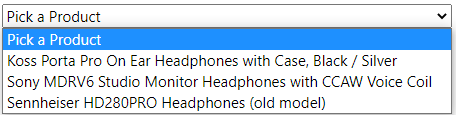 Pick a Product
Pick a Product
Koss Porta Pro On Ear Headphones with Case, Black / Silver
Sony MDRV6 Studio Monitor Headphones with CCAW Voice Coil
Sennheiser HD280PRO Headphones (old model)